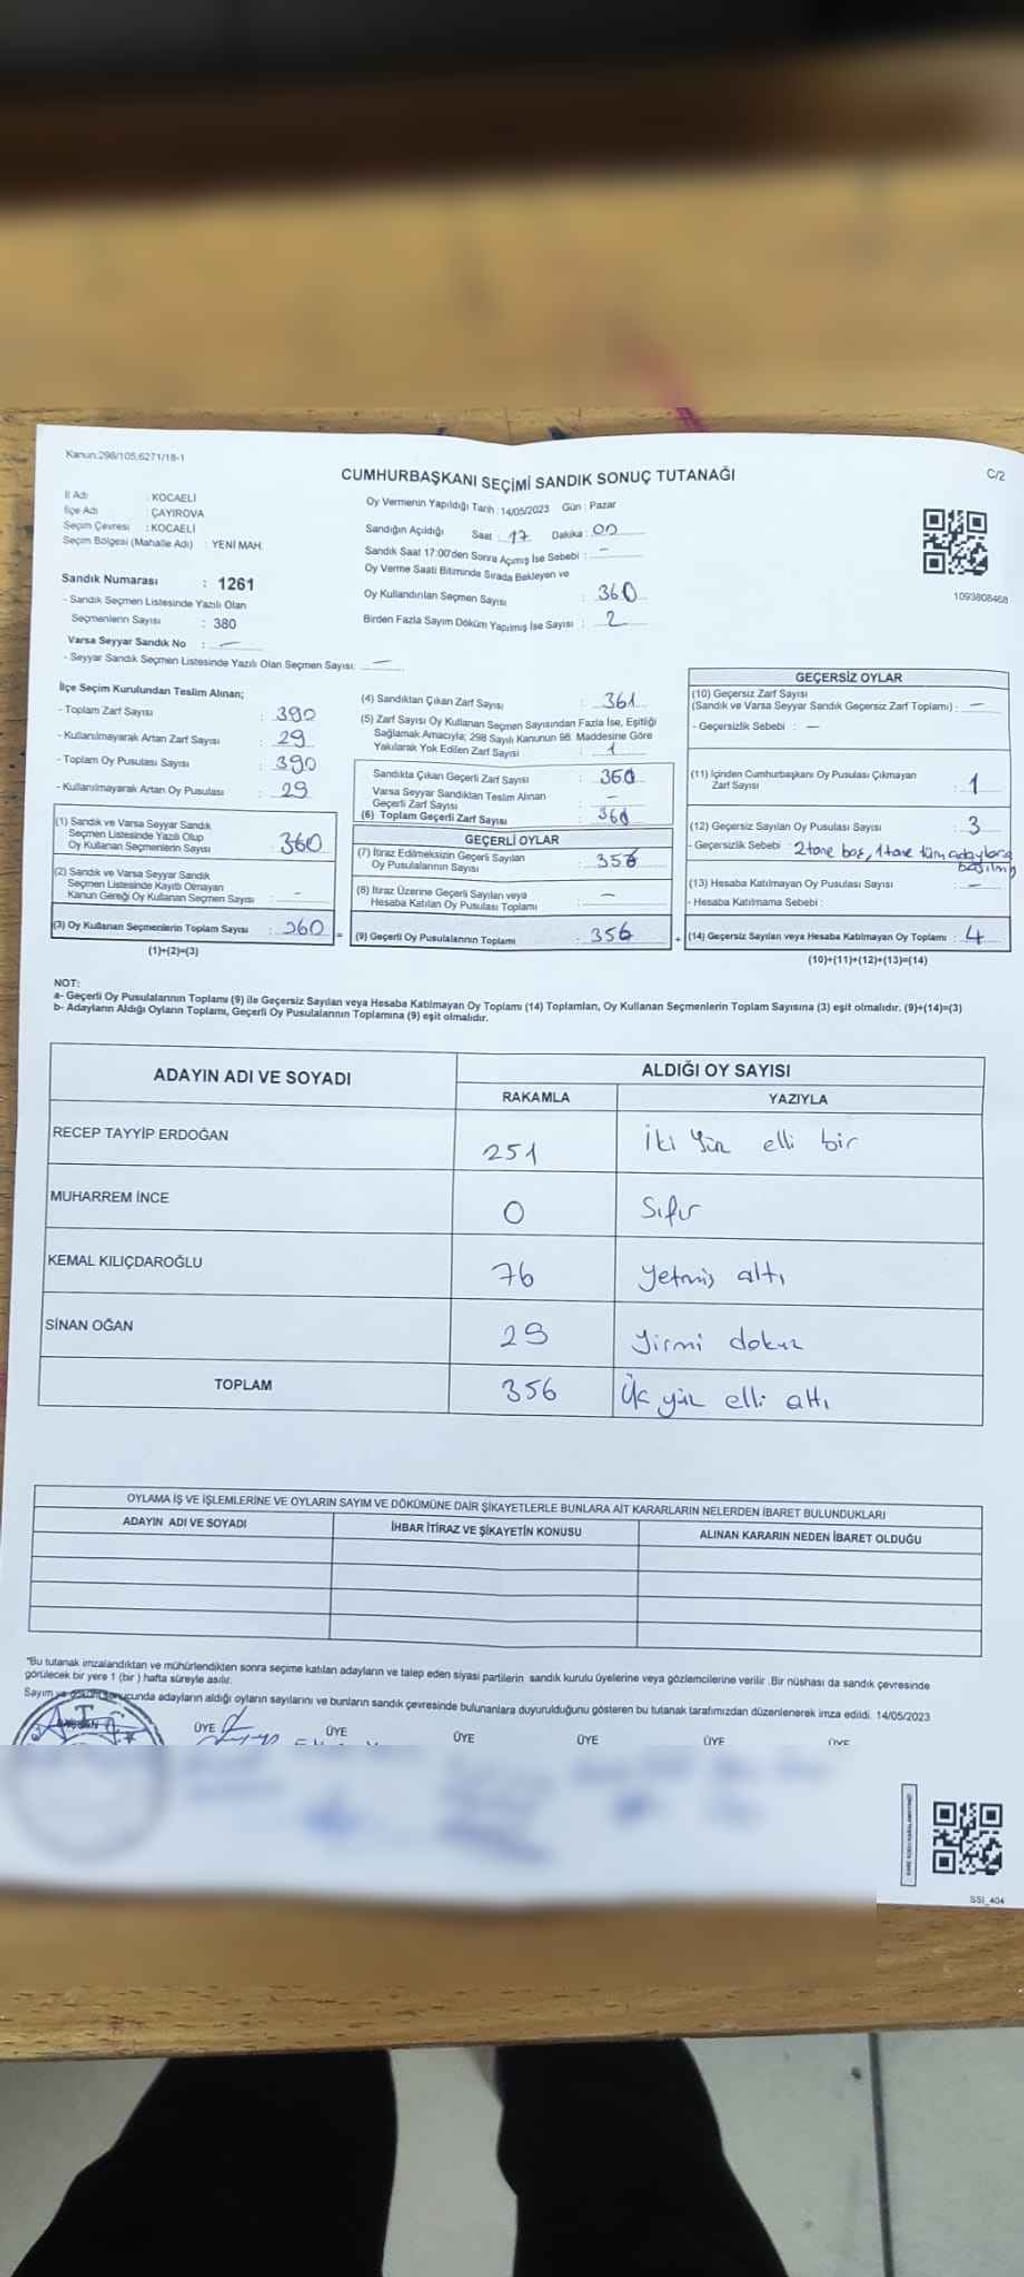 Kanun:298/105,6271/18-1
CUMHURBAŞKANI SEÇİMİ SANDIK SONUÇ TUTANAĞI
C/2
İl Adı : KOCAELİ
İlçe Adı : ÇAYIROVA
Seçim Çevresi : KOCAELİ
Seçim Bölgesi (Mahalle Adı) : YENİ MAH.
Oy Vermenin Yapıldığı Tarih : 14/05/2023 Gün : Pazar
Sandığın Açıldığı Saat : 17 Dakika : 00
Sandık Saat 17:00'den Sonra Açımış İse Sebebi : -
Oy Verme Saati Bitiminde Sırada Bekleyen ve
Oy Kullandırılan Seçmen Sayısı : 360
Birden Fazla Sayım Döküm Yapılmış İse Sayısı : 2
1093808468
Sandık Numarası : 1261
- Sandık Seçmen Listesinde Yazılı Olan
Seçmenlerin Sayısı : 380
Varsa Seyyar Sandık No : -
- Seyyar Sandık Seçmen Listesinde Yazılı Olan Seçmen Sayısı: -
İlçe Seçim Kurulundan Teslim Alınan;
- Toplam Zarf Sayısı : 390
- Kullanılmayarak Artan Zarf Sayısı : 29
- Toplam Oy Pusulası Sayısı : 390
- Kullanılmayarak Artan Oy Pusulası : 29
(1) Sandık ve Varsa Seyyar Sandık
Seçmen Listesinde Yazılı Olup
Oy Kullanan Seçmenlerin Sayısı : 360
(2) Sandık ve Varsa Seyyar Sandık
Seçmen Listesinde Kayıtlı Olmayan
Kanun Gereği Oy Kullanan Seçmen Sayısı : -
(3) Oy Kullanan Seçmenlerin Toplam Sayısı : 360
(1)+(2)=(3)
(4) Sandıktan Çıkan Zarf Sayısı : 361
(5) Zarf Sayısı Oy Kullanan Seçmen Sayısından Fazla İse, Eşitliği
Sağlamak Amacıyla; 298 Sayılı Kanunun 98. Maddesine Göre
Yakılarak Yok Edilen Zarf Sayısı : 1
Sandıkta Çıkan Geçerli Zarf Sayısı : 360
Varsa Seyyar Sandıktan Teslim Alınan
Geçerli Zarf Sayısı : -
(6) Toplam Geçerli Zarf Sayısı : 360
GEÇERLİ OYLAR
(7) İtiraz Edilmeksizin Geçerli Sayılan
Oy Pusulalarının Sayısı : 356
(8) İtiraz Üzerine Geçerli Sayılan veya
Hesaba Katılan Oy Pusulası Toplamı : -
(9) Geçerli Oy Pusulalarının Toplamı : 356
GEÇERSİZ OYLAR
(10) Geçersiz Zarf Sayısı
(Sandık ve Varsa Seyyar Sandık Geçersiz Zarf Toplamı) : -
- Geçersizlik Sebebi : -
(11) İçinden Cumhurbaşkanı Oy Pusulası Çıkmayan
Zarf Sayısı : 1
(12) Geçersiz Sayılan Oy Pusulası Sayısı : 3
- Geçersizlik Sebebi : 2 tane boş, 1 tane tüm adaylara
basılmış
(13) Hesaba Katılmayan Oy Pusulası Sayısı : -
- Hesaba Katılmama Sebebi :
(14) Geçersiz Sayılan veya Hesaba Katılmayan Oy Toplamı : 4
(10)+(11)+(12)+(13)=(14)
NOT:
a- Geçerli Oy Pusulalarının Toplamı (9) ile Geçersiz Sayılan veya Hesaba Katılmayan Oy Toplamı (14) Toplamları, Oy Kullanan Seçmenlerin Toplam Sayısına (3) eşit olmalıdır. (9)+(14)=(3)
b- Adayların Aldığı Oyların Toplamı, Geçerli Oy Pusulalarının Toplamına (9) eşit olmalıdır.
ADAYIN ADI VE SOYADI
ALDIĞI OY SAYISI
RAKAMLA YAZIYLA
RECEP TAYYİP ERDOĞAN 251 İki yüz elli bir
MUHARREM İNCE 0 Sıfır
KEMAL KILIÇDAROĞLU 76 Yetmiş altı
SİNAN OĞAN 29 Yirmi dokuz
TOPLAM 356 Üç yüz elli altı
OYLAMA İŞ VE İŞLEMLERİNE VE OYLARIN SAYIM VE DÖKÜMÜNE DAİR ŞİKAYETLERLE BUNLARA AİT KARARLARIN NELERDEN İBARET BULUNDUKLARI
ADAYIN ADI VE SOYADI İHBAR İTİRAZ VE ŞİKAYETİN KONUSU ALINAN KARARIN NEDEN İBARET OLDUĞU
"Bu tutanak imzalandıktan ve mühürlendikten sonra seçime katılan adayların ve talep eden siyasi partilerin sandık kurulu üyelerine veya gözlemcilerine verilir. Bir nüshası da sandık çevresinde
görülecek bir yere 1 (bir) hafta süreyle asılır.
Sayım ve sonucunda adayların aldığı oyların sayılarını ve bunların sandık çevresinde bulunanlara duyurulduğunu gösteren bu tutanak tarafımızdan düzenlenerek imza edildi. 14/05/2023
ÜYE ÜYE ÜYE ÜYE ÜYE ÜYE
SSI_404